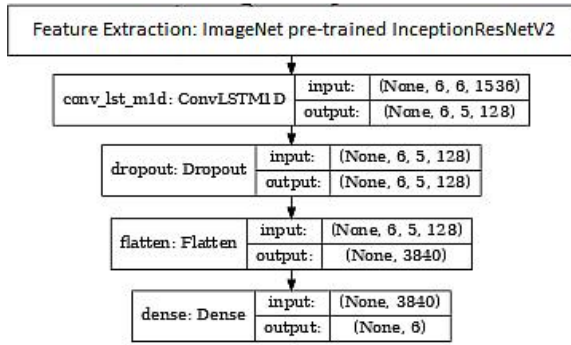 Feature Extraction: ImageNet pre-trained InceptionResNetV2
conv_lst_m1d: ConvLSTM1D
input: (None, 6, 6, 1536)
output: (None, 6, 5, 128)
dropout: Dropout
input: (None, 6, 5, 128)
output: (None, 6, 5, 128)
flatten: Flatten
input: (None, 6, 5, 128)
output: (None, 3840)
dense: Dense
input: (None, 3840)
output: (None, 6)